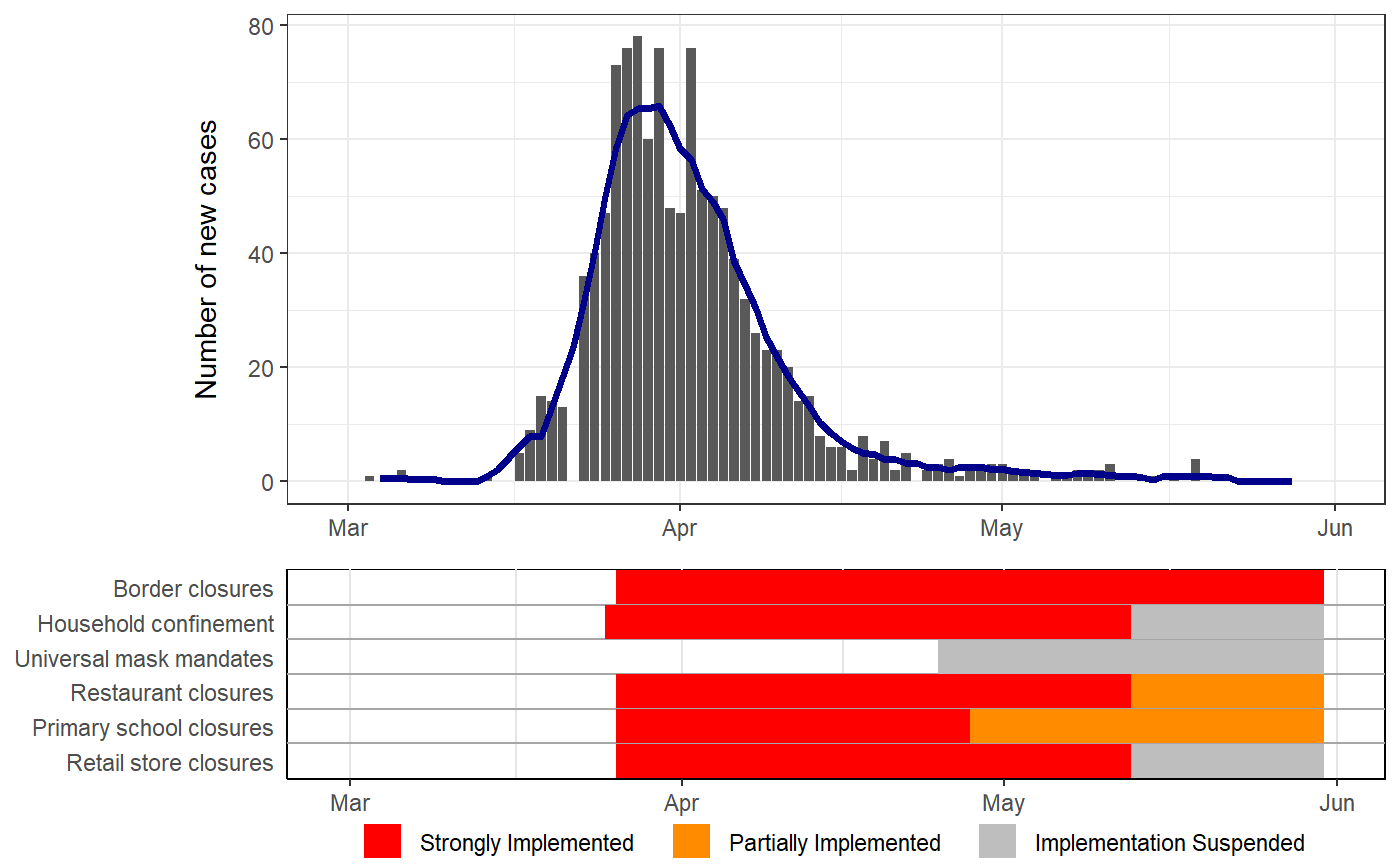 Number of new cases
80
60
40
20
0
Mar Apr May Jun
Border closures
Household confinement
Universal mask mandates
Restaurant closures
Primary school closures
Retail store closures
Mar Apr May Jun
Strongly Implemented Partially Implemented Implementation Suspended